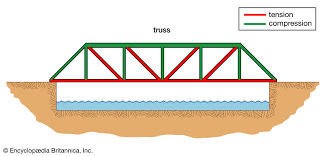 tension
compression
truss
© Encyclopædia Britannica, Inc.